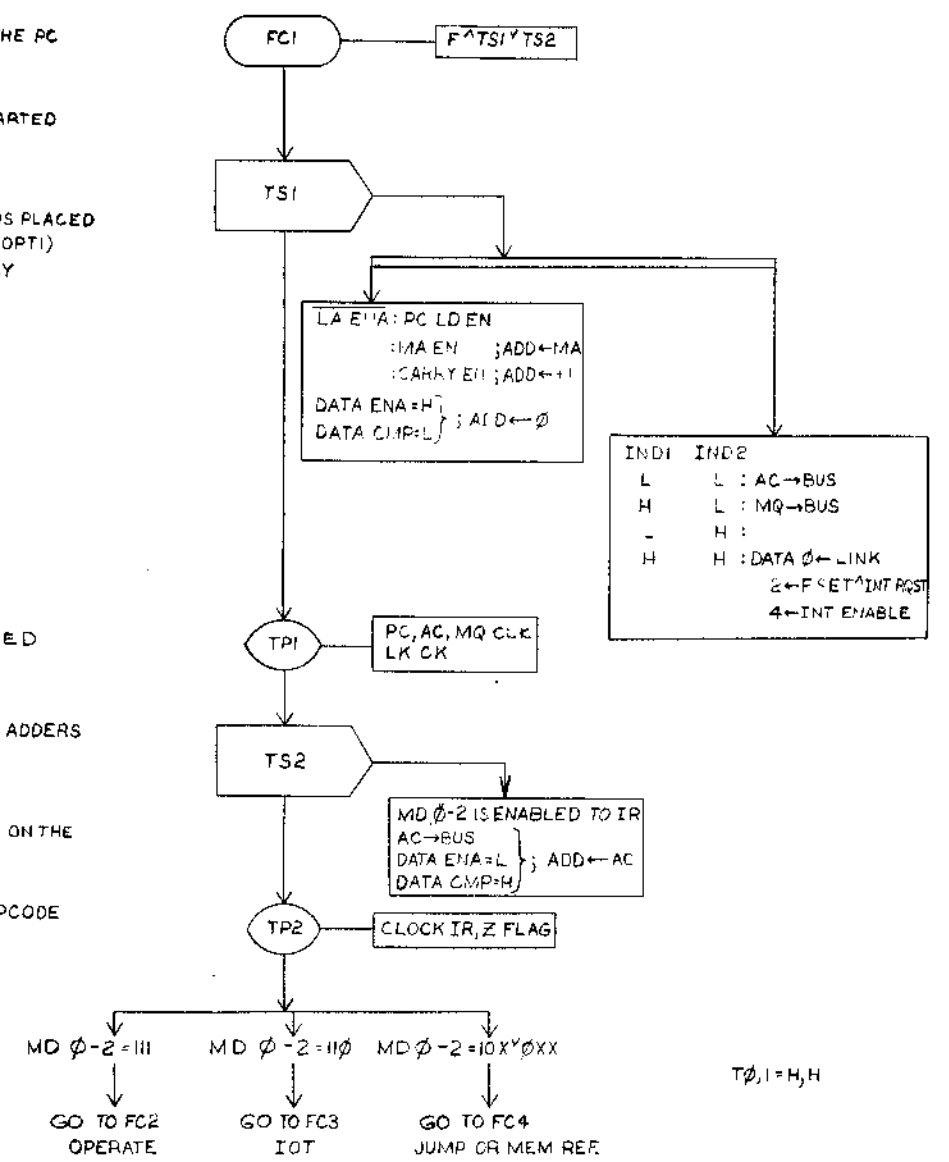 HE PC
FC1
F^TS1ᵛTS2
ARTED
TS1
DS PLACED
OPT1)
Y
LA ENA: PC LD EN
:MA EN ;ADD←MA
:CARRY EN ;ADD←+1
DATA ENA=H
DATA CMP=L } ; ADD←Ø
IND1 IND2
L L : AC→BUS
H L : MQ→BUS
- H :
H H : DATA Ø←LINK
2←F SET^INT RQST
4←INT ENABLE
ED
TP1
PC, AC, MQ CLK
LK CK
ADDERS
TS2
MD Ø-2 IS ENABLED TO IR
AC→BUS
DATA ENA=L } ; ADD←AC
DATA CMP=H
ON THE
PCODE
TP2
CLOCK IR, Z FLAG
MD Ø-2=111 MD Ø-2=11Ø MD Ø-2=10XᵛØXX
TØ,1=H,H
GO TO FC2 GO TO FC3 GO TO FC4
OPERATE IOT JUMP OR MEM REF.